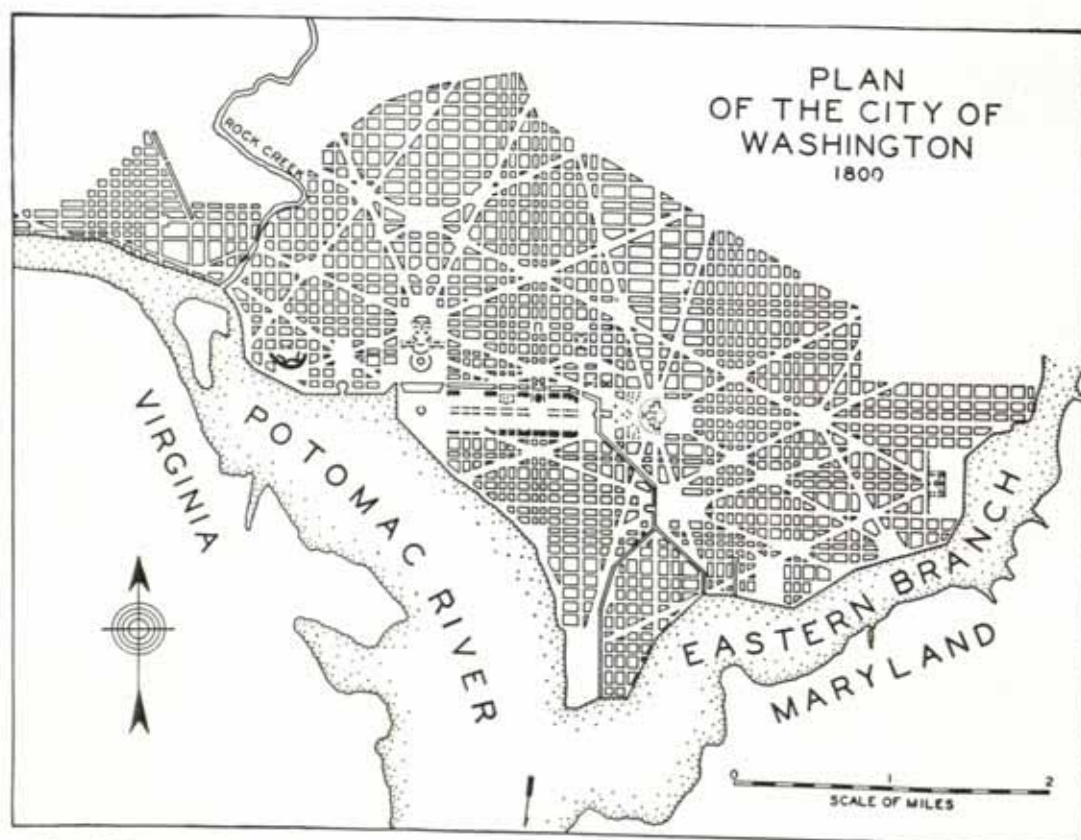 PLAN
OF THE CITY OF
WASHINGTON
1800
ROCK CREEK
VIRGINIA
POTOMAC RIVER
EASTERN BRANCH
MARYLAND
0 1 2
SCALE OF MILES